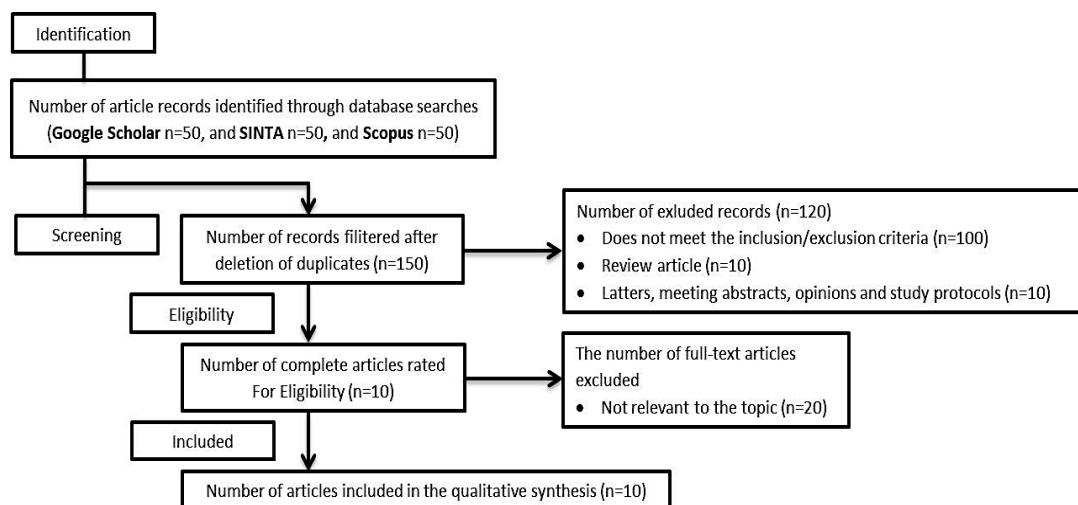 Identification
Number of article records identified through database searches
(Google Scholar n=50, and SINTA n=50, and Scopus n=50)
Screening
Number of records filitered after
deletion of duplicates (n=150)
Number of exluded records (n=120)
• Does not meet the inclusion/exclusion criteria (n=100)
• Review article (n=10)
• Latters, meeting abstracts, opinions and study protocols (n=10)
Eligibility
Number of complete articles rated
For Eligibility (n=10)
The number of full-text articles
excluded
• Not relevant to the topic (n=20)
Included
Number of articles included in the qualitative synthesis (n=10)